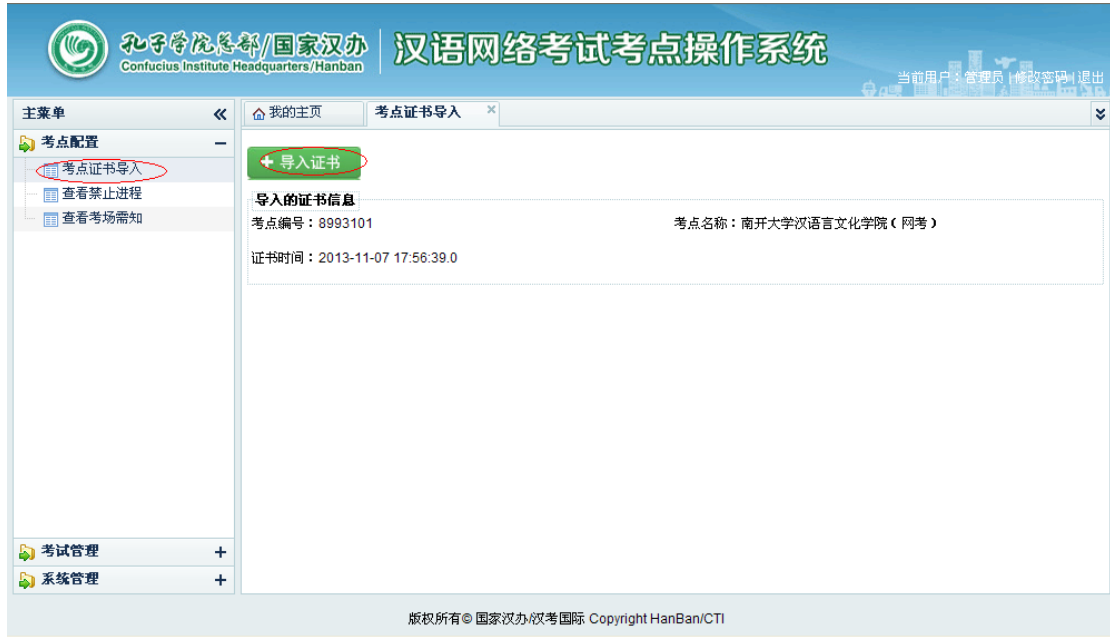 孔子学院总部/国家汉办
Confucius Institute Headquarters/Hanban
汉语网络考试考点操作系统
当前用户:管理员 | 修改密码 | 退出
主菜单
我的主页
考点证书导入
考点配置
考点证书导入
查看禁止进程
查看考场需知
导入证书
导入的证书信息
考点编号:8993101
考点名称:南开大学汉语言文化学院(网考)
证书时间:2013-11-07 17:56:39.0
考试管理
系统管理
版权所有© 国家汉办/汉考国际 Copyright HanBan/CTI